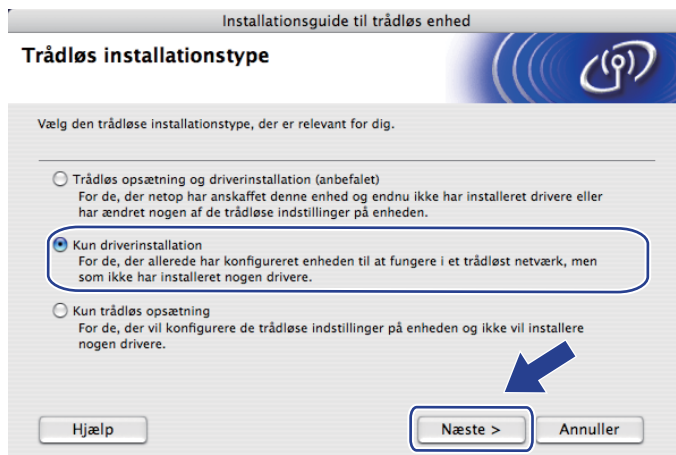 Installationsguide til trådløs enhed
Trådløs installationstype
Vælg den trådløse installationstype, der er relevant for dig.
Trådløs opsætning og driverinstallation (anbefalet)
For de, der netop har anskaffet denne enhed og endnu ikke har installeret drivere eller
har ændret nogen af de trådløse indstillinger på enheden.
Kun driverinstallation
For de, der allerede har konfigureret enheden til at fungere i et trådløst netværk, men
som ikke har installeret nogen drivere.
Kun trådløs opsætning
For de, der vil konfigurere de trådløse indstillinger på enheden og ikke vil installere
nogen drivere.
Hjælp
Næste >
Annuller